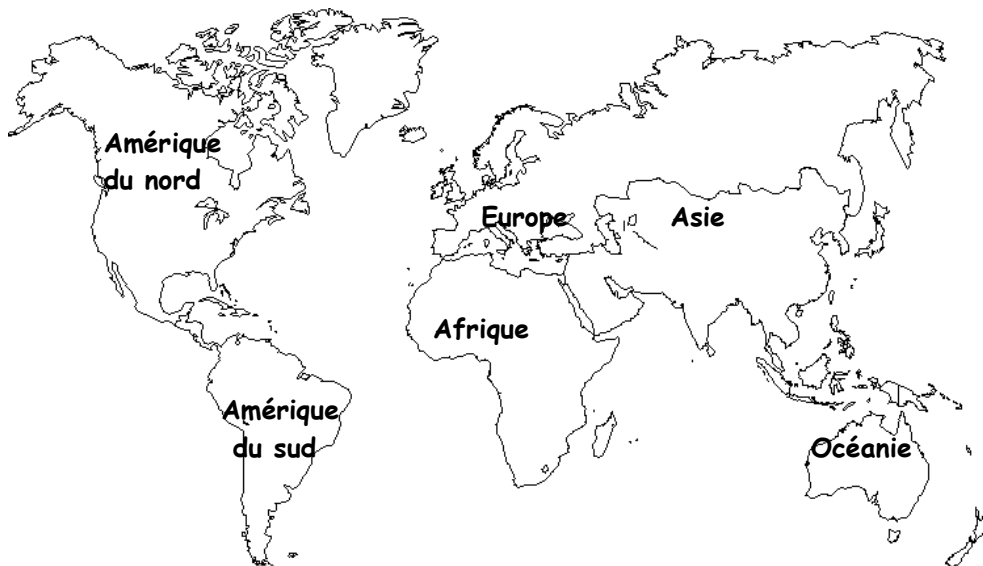 Amérique
du nord
Europe
Asie
Afrique
Amérique
du sud
Océanie